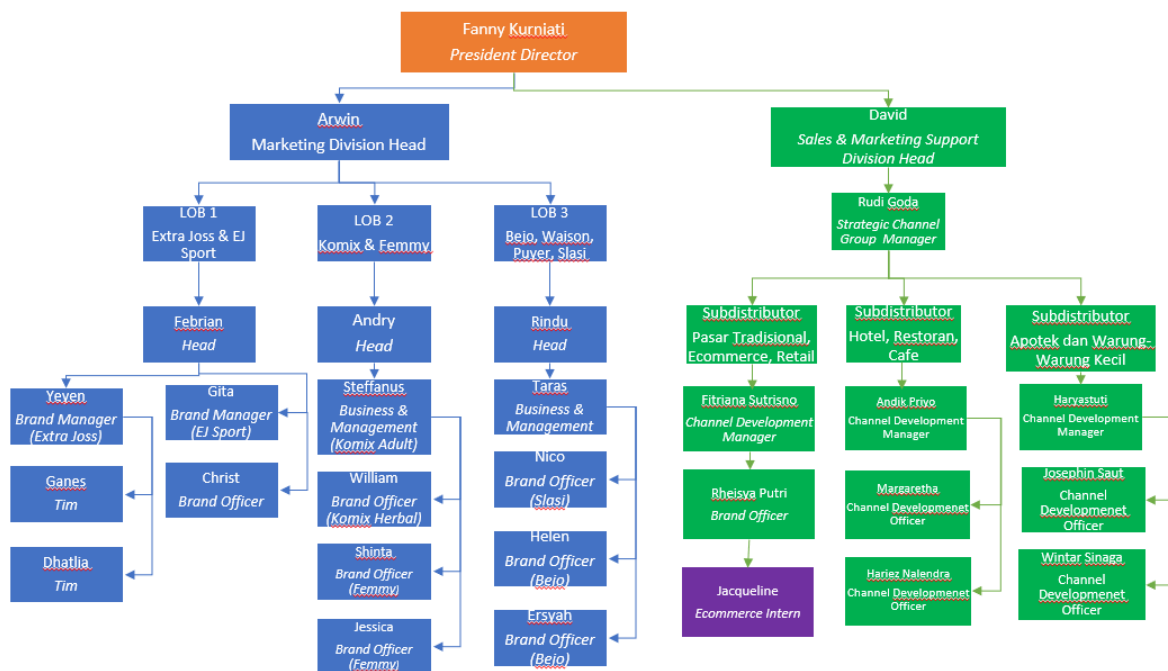 Fanny Kurniati
President Director
Arwin
Marketing Division Head
David
Sales & Marketing Support
Division Head
LOB 1
Extra Joss & EJ
Sport
LOB 2
Komix & Femmy
LOB 3
Bejo, Waison,
Puyer, Slasi
Rudi Goda
Strategic Channel
Group Manager
Febrian
Head
Andry
Head
Rindu
Head
Subdistributor
Pasar Tradisional,
Ecommerce, Retail
Subdistributor
Hotel, Restoran,
Cafe
Subdistributor
Apotek dan Warung-
Warung Kecil
Yeyen
Brand Manager
(Extra Joss)
Gita
Brand Manager
(EJ Sport)
Steffanus
Business &
Management
(Komix Adult)
Taras
Business &
Management
Fitriana Sutrisno
Channel Development
Manager
Andik Priyo
Channel Development
Manager
Haryastuti
Channel Development
Manager
Ganes
Tim
Christ
Brand Officer
William
Brand Officer
(Komix Herbal)
Nico
Brand Officer
(Slasi)
Rheisya Putri
Brand Officer
Margaretha
Channel Developmenet
Officer
Josephin Saut
Channel
Developmenet
Officer
Dhatlia
Tim
Shinta
Brand Officer
(Femmy)
Helen
Brand Officer
(Bejo)
Jacqueline
Ecommerce Intern
Hariez Nalendra
Channel Developmenet
Officer
Wintar Sinaga
Channel
Developmenet
Officer
Jessica
Brand Officer
(Femmy)
Ersyah
Brand Officer
(Bejo)